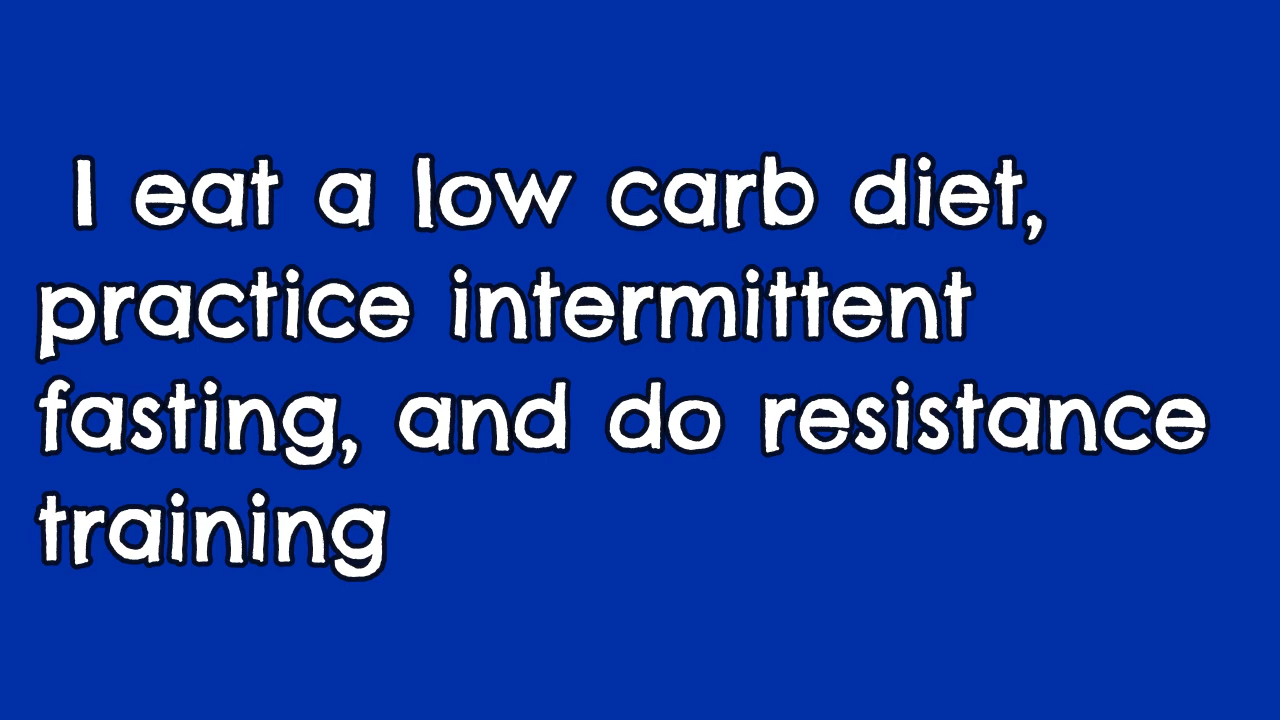 I eat a low carb diet,
practice intermittent
fasting, and do resistance
training